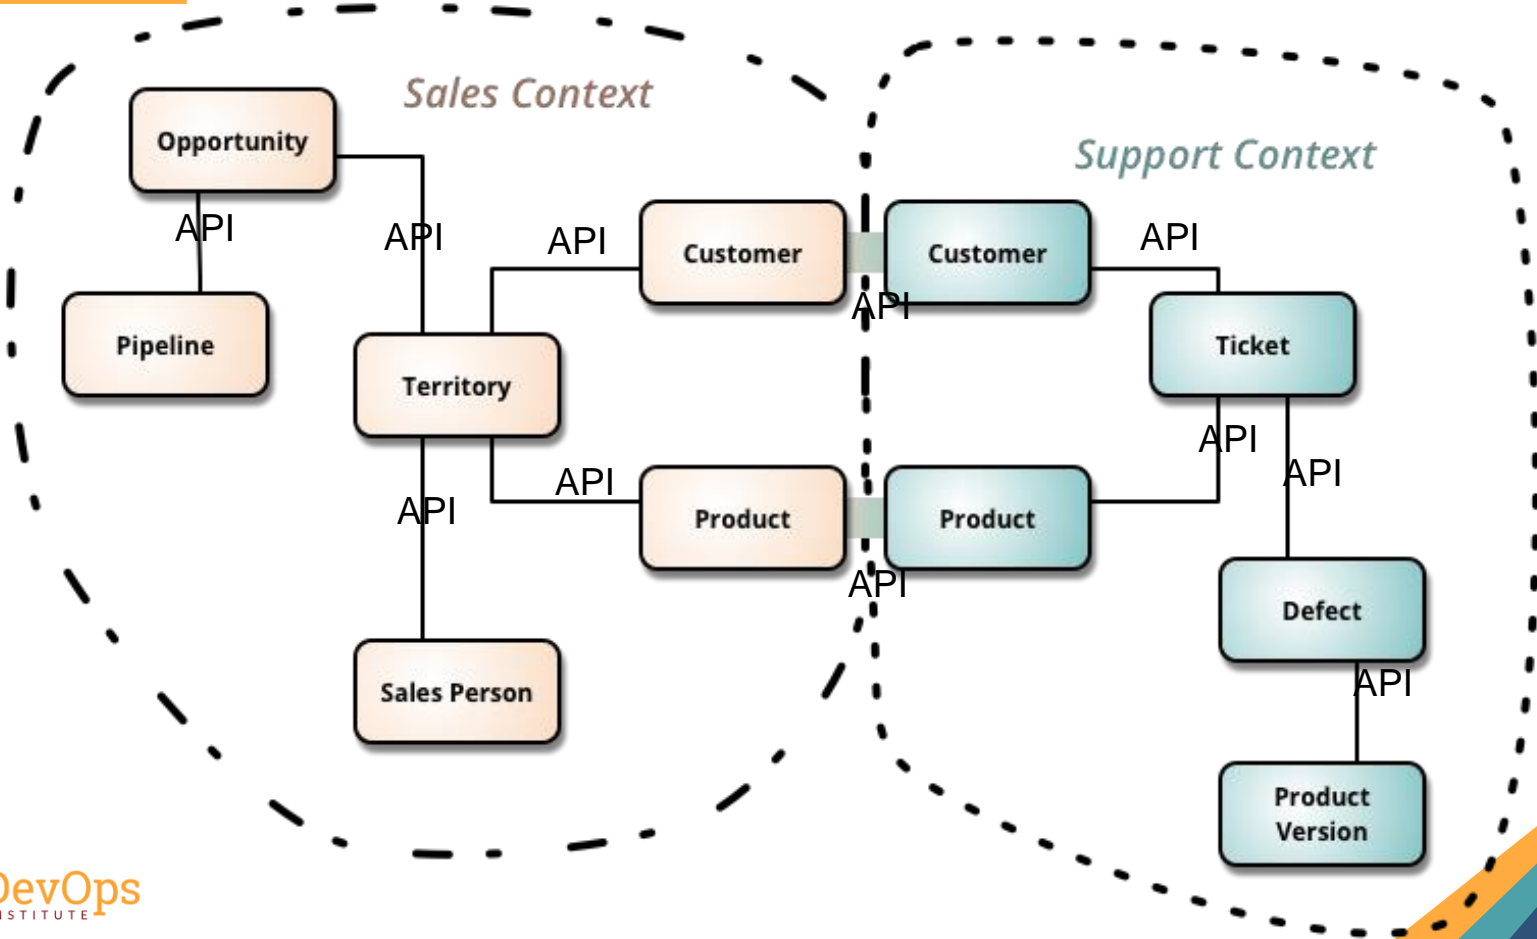 Sales Context
Support Context
Opportunity
API
API
API
API
Customer
Customer
API
Pipeline
Territory
Ticket
API
API
API
API
Product
Product
API
Defect
Sales Person
API
Product
Version
DevOps
INSTITUTE